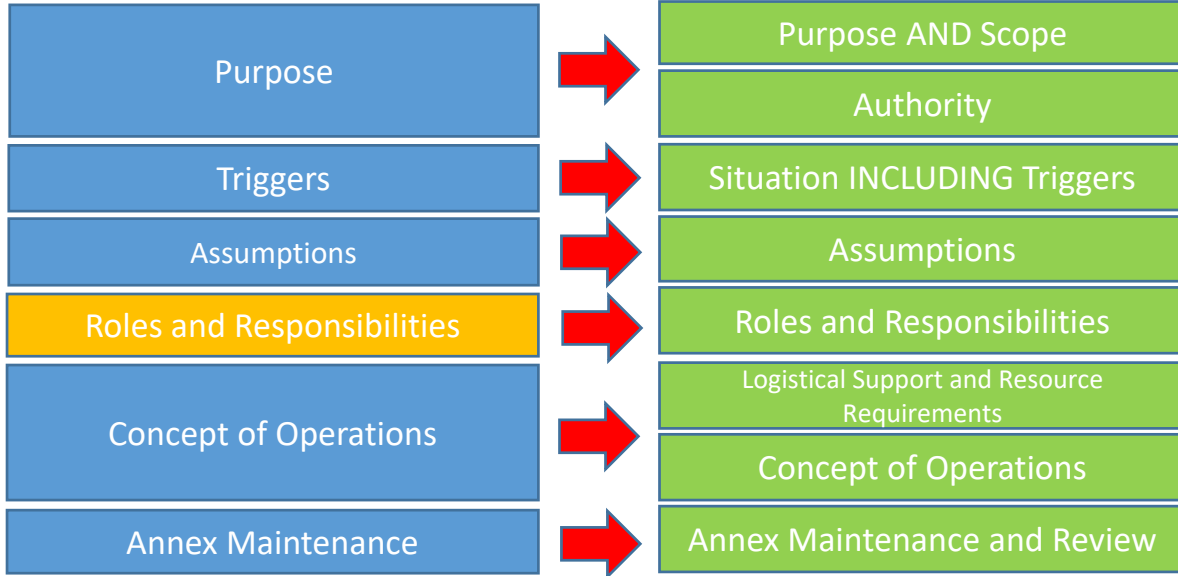 Purpose
Purpose AND Scope
Authority
Triggers
Situation INCLUDING Triggers
Assumptions
Assumptions
Roles and Responsibilities
Roles and Responsibilities
Concept of Operations
Logistical Support and Resource
Requirements
Concept of Operations
Annex Maintenance
Annex Maintenance and Review